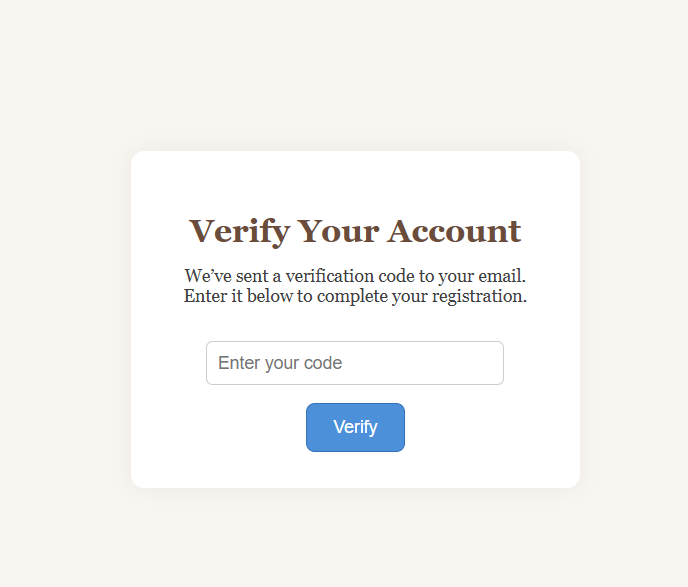 Verify Your Account
We’ve sent a verification code to your email.
Enter it below to complete your registration.
Enter your code
Verify